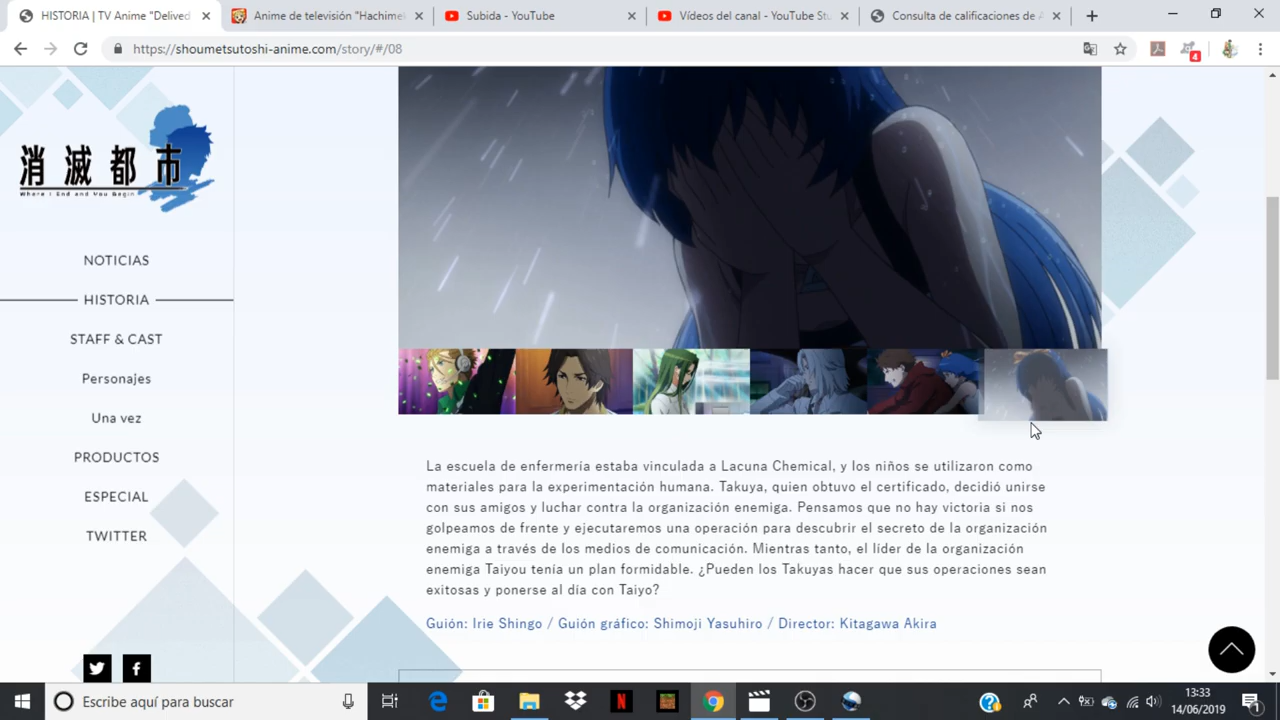 HISTORIA | TV Anime "Delived
Anime de televisión "Hachime
Subida - YouTube
Vídeos del canal - YouTube Stu
Consulta de calificaciones de A
https://shoumetsutoshi-anime.com/story/#/08
4
消滅都市
Where I End and You Begin
NOTICIAS
HISTORIA
STAFF & CAST
Personajes
Una vez
PRODUCTOS
ESPECIAL
TWITTER
La escuela de enfermería estaba vinculada a Lacuna Chemical, y los niños se utilizaron como
materiales para la experimentación humana. Takuya, quien obtuvo el certificado, decidió unirse
con sus amigos y luchar contra la organización enemiga. Pensamos que no hay victoria si nos
golpeamos de frente y ejecutaremos una operación para descubrir el secreto de la organización
enemiga a través de los medios de comunicación. Mientras tanto, el líder de la organización
enemiga Taiyou tenía un plan formidable. ¿Pueden los Takuyas hacer que sus operaciones sean
exitosas y ponerse al día con Taiyo?
Guión: Irie Shingo / Guión gráfico: Shimoji Yasuhiro / Director: Kitagawa Akira
Escribe aquí para buscar
13:33
14/06/2019
1